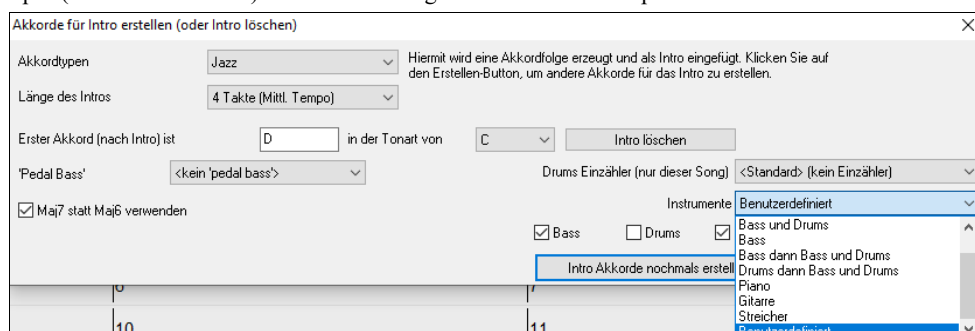 Akkorde für Intro erstellen (oder Intro löschen)
Akkordtypen
Jazz
Hiermit wird eine Akkordfolge erzeugt und als Intro eingefügt. Klicken Sie auf
den Erstellen-Button, um andere Akkorde für das Intro zu erstellen.
Länge des Intros
4 Takte (Mittl. Tempo)
Erster Akkord (nach Intro) ist
D
in der Tonart von
C
Intro löschen
'Pedal Bass'
<kein 'pedal bass'>
Drums Einzähler (nur dieser Song)
<Standard> (kein Einzähler)
Maj7 statt Maj6 verwenden
Instrumente
Benutzerdefiniert
Bass
Drums
Intro Akkorde nochmals erstell
Bass und Drums
Bass
Bass dann Bass und Drums
Drums dann Bass und Drums
Piano
Gitarre
Streicher
Benutzerdefiniert
10
11